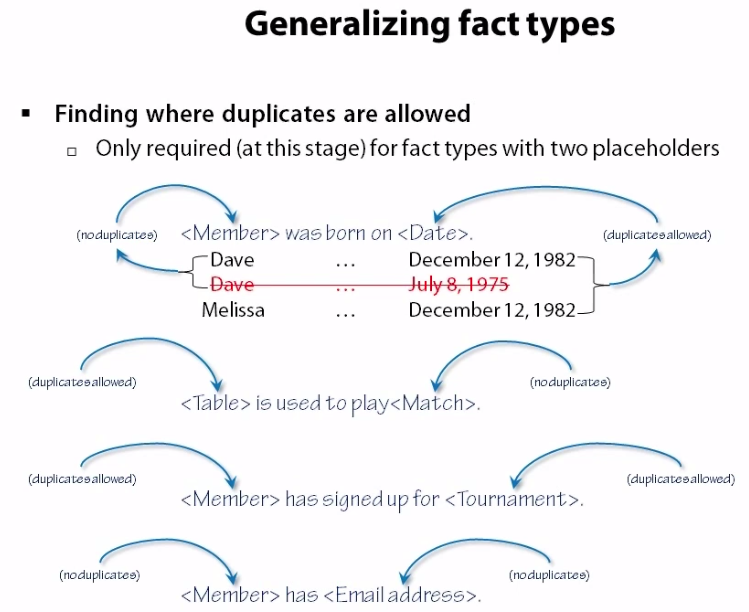 Generalizing fact types
▪ Finding where duplicates are allowed
□ Only required (at this stage) for fact types with two placeholders
(no duplicates) <Member> was born on <Date>. (duplicates allowed)
Dave ... December 12, 1982
Dave ... July 8, 1975
Melissa ... December 12, 1982
(duplicates allowed) (no duplicates)
<Table> is used to play<Match>.
(duplicates allowed) (duplicates allowed)
<Member> has signed up for <Tournament>.
(no duplicates) (no duplicates)
<Member> has <Email address>.